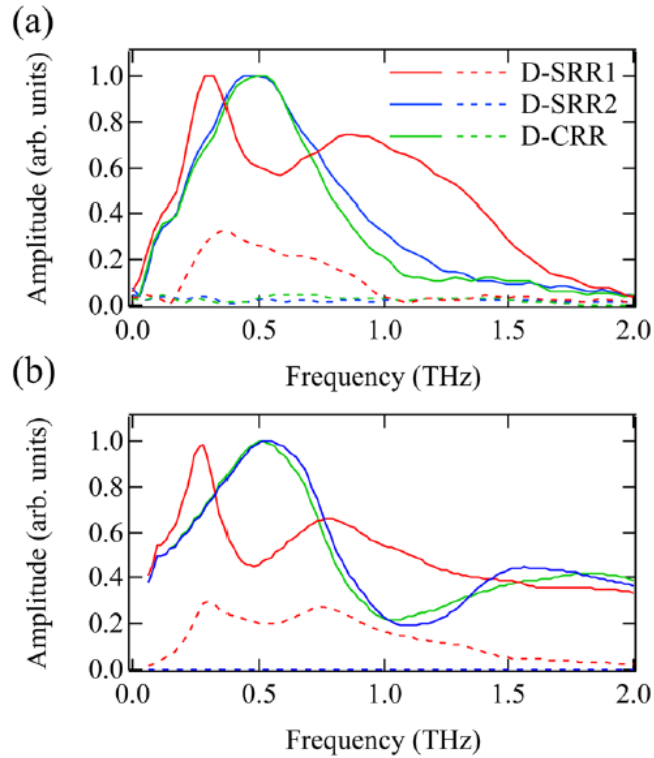 (a)
Amplitude (arb. units)
1.0
0.8
0.6
0.4
0.2
0.0
D-SRR1
D-SRR2
D-CRR
0.0 0.5 1.0 1.5 2.0
Frequency (THz)
(b)
Amplitude (arb. units)
1.0
0.8
0.6
0.4
0.2
0.0
0.0 0.5 1.0 1.5 2.0
Frequency (THz)